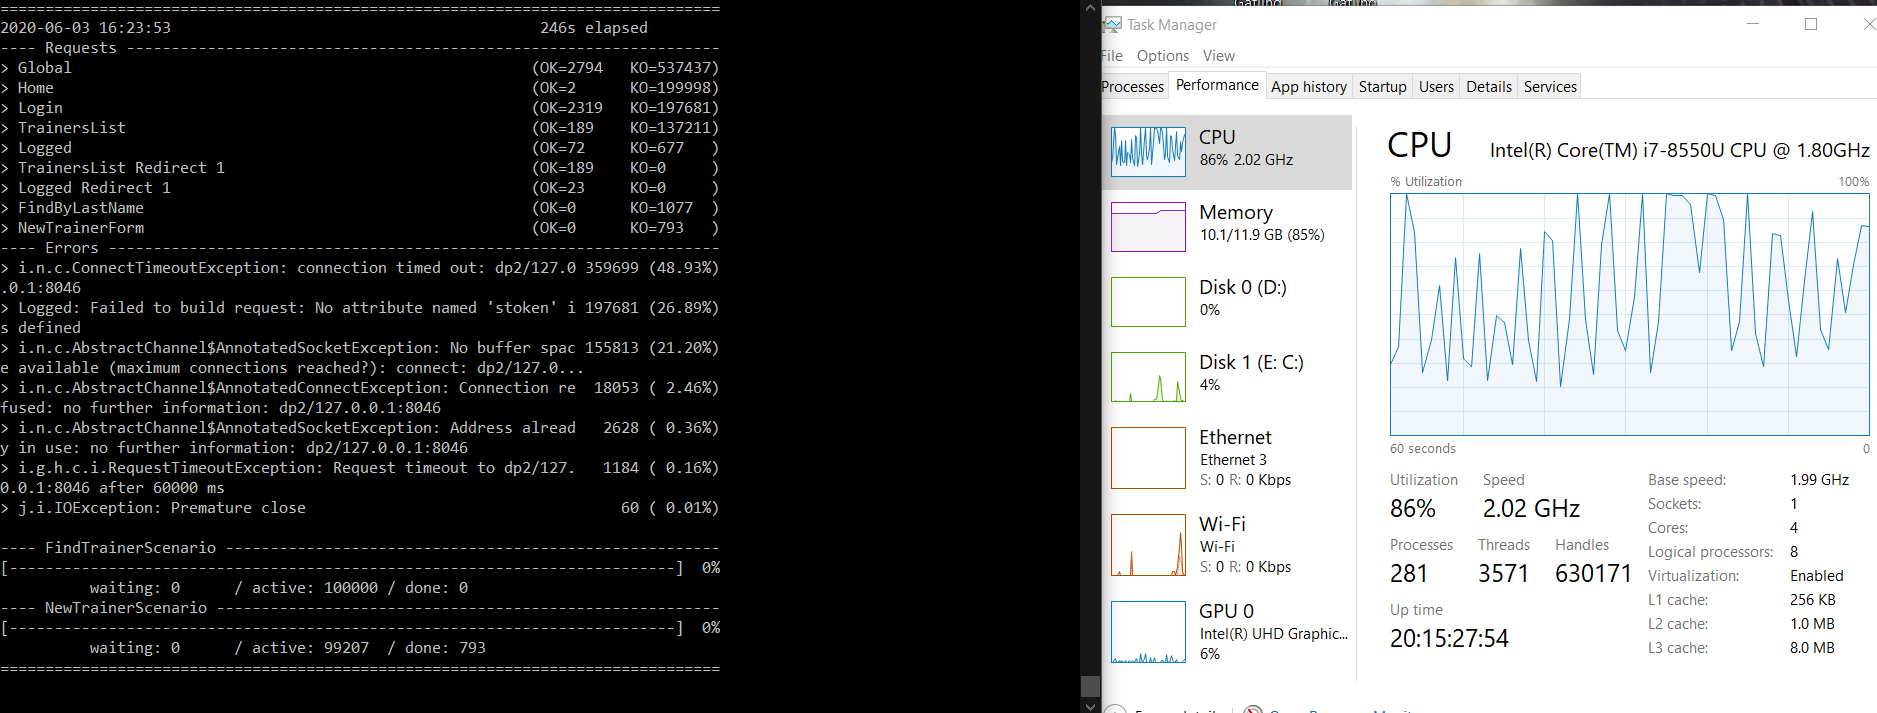 ================================================================================
2020-06-03 16:23:53                                         246s elapsed
---- Requests ------------------------------------------------------------------
> Global                                                   (OK=2794   KO=537437)
> Home                                                     (OK=2      KO=199998)
> Login                                                    (OK=2319   KO=197681)
> TrainersList                                             (OK=189    KO=137211)
> Logged                                                   (OK=72     KO=677   )
> TrainersList Redirect 1                                  (OK=189    KO=0     )
> Logged Redirect 1                                        (OK=23     KO=0     )
> FindByLastName                                           (OK=0      KO=1077  )
> NewTrainerForm                                           (OK=0      KO=793   )
---- Errors --------------------------------------------------------------------
> i.n.c.ConnectTimeoutException: connection timed out: dp2/127.0 359699 (48.93%)
.0.1:8046
> Logged: Failed to build request: No attribute named 'stoken' i 197681 (26.89%)
s defined
> i.n.c.AbstractChannel$AnnotatedSocketException: No buffer spac 155813 (21.20%)
e available (maximum connections reached?): connect: dp2/127.0...
> i.n.c.AbstractChannel$AnnotatedConnectException: Connection re  18053 ( 2.46%)
fused: no further information: dp2/127.0.0.1:8046
> i.n.c.AbstractChannel$AnnotatedSocketException: Address alread   2628 ( 0.36%)
y in use: no further information: dp2/127.0.0.1:8046
> i.g.h.c.i.RequestTimeoutException: Request timeout to dp2/127.   1184 ( 0.16%)
0.0.1:8046 after 60000 ms
> j.i.IOException: Premature close                                   60 ( 0.01%)
---- FindTrainerScenario -------------------------------------------------------
[--------------------------------------------------------------------------]  0%
          waiting: 0      / active: 100000 / done: 0
---- NewTrainerScenario --------------------------------------------------------
[--------------------------------------------------------------------------]  0%
          waiting: 0      / active: 99207  / done: 793
================================================================================
Task Manager
File Options View
Processes Performance App history Startup Users Details Services
CPU
86% 2.02 GHz
Memory
10.1/11.9 GB (85%)
Disk 0 (D:)
0%
Disk 1 (E: C:)
4%
Ethernet
Ethernet 3
S: 0 R: 0 Kbps
Wi-Fi
Wi-Fi
S: 0 R: 0 Kbps
GPU 0
Intel(R) UHD Graphic...
6%
CPU Intel(R) Core(TM) i7-8550U CPU @ 1.80GHz
% Utilization 100%
60 seconds 0
Utilization Speed
86% 2.02 GHz
Processes Threads Handles
281 3571 630171
Up time
20:15:27:54
Base speed: 1.99 GHz
Sockets: 1
Cores: 4
Logical processors: 8
Virtualization: Enabled
L1 cache: 256 KB
L2 cache: 1.0 MB
L3 cache: 8.0 MB